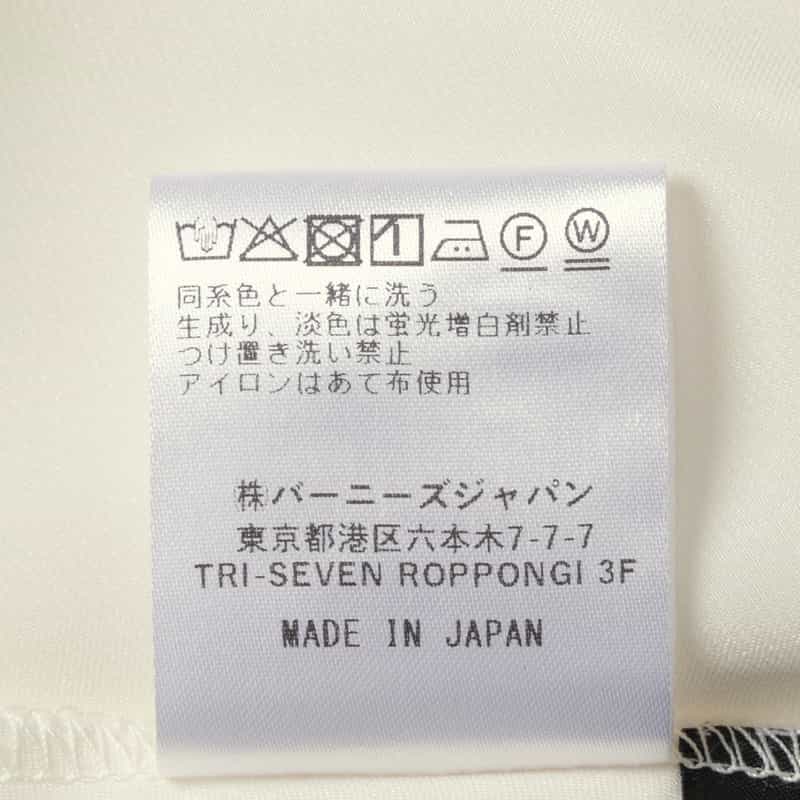 F W
同系色と一緒に洗う
生成り、淡色は蛍光増白剤禁止
つけ置き洗い禁止
アイロンはあて布使用
㈱バーニーズジャパン
東京都港区六本木7-7-7
TRI-SEVEN ROPPONGI 3F
MADE IN JAPAN